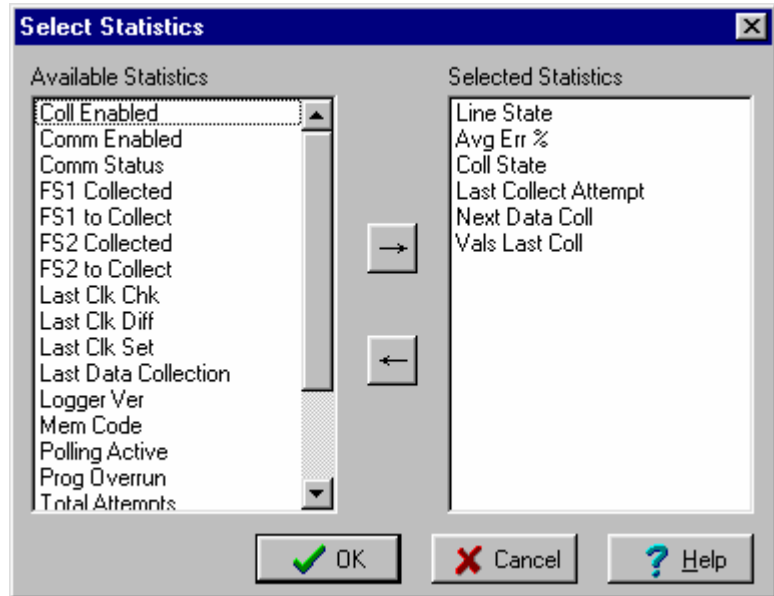 Select Statistics
Available Statistics
Coll Enabled
Comm Enabled
Comm Status
FS1 Collected
FS1 to Collect
FS2 Collected
FS2 to Collect
Last Clk Chk
Last Clk Diff
Last Clk Set
Last Data Collection
Logger Ver
Mem Code
Polling Active
Prog Overrun
Total Attempts
Selected Statistics
Line State
Avg Err %
Coll State
Last Collect Attempt
Next Data Coll
Vals Last Coll
OK
Cancel
Help